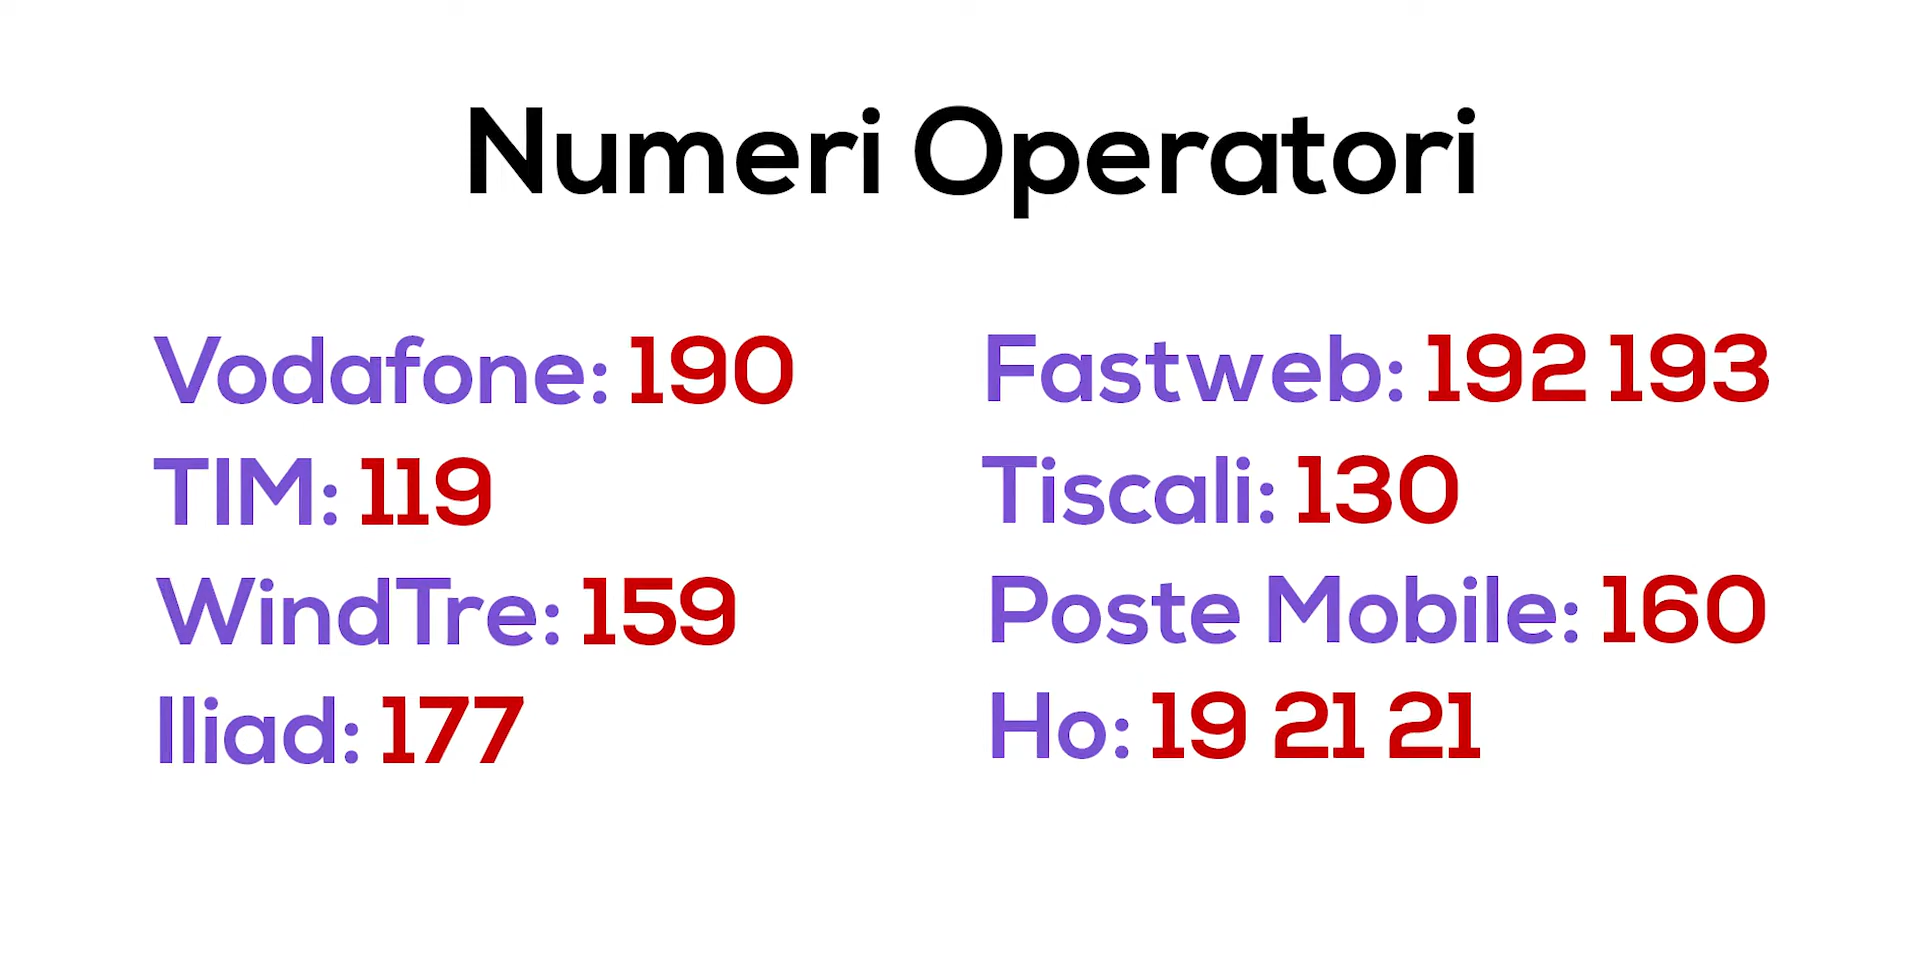 Numeri Operatori
Vodafone: 190
TIM: 119
WindTre: 159
Iliad: 177
Fastweb: 192 193
Tiscali: 130
Poste Mobile: 160
Ho: 19 21 21